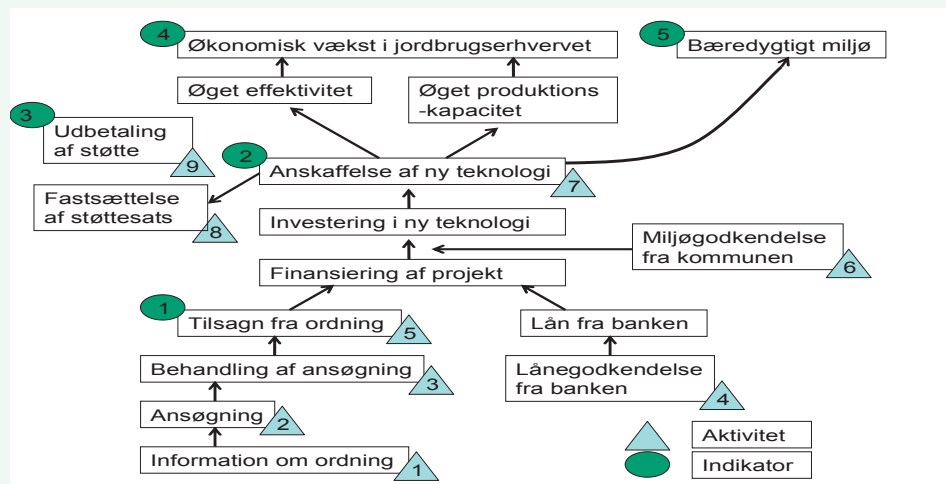 4
Økonomisk vækst i jordbrugserhvervet
5
Bæredygtigt miljø
Øget effektivitet
Øget produktions
-kapacitet
3
Udbetaling
af støtte
9
2
Anskaffelse af ny teknologi
7
Fastsættelse
af støttesats
8
Investering i ny teknologi
Miljøgodkendelse
fra kommunen
6
Finansiering af projekt
1
Tilsagn fra ordning
5
Lån fra banken
Behandling af ansøgning
3
Lånegodkendelse
fra banken
4
Ansøgning
2
Information om ordning
1
Aktivitet
Indikator